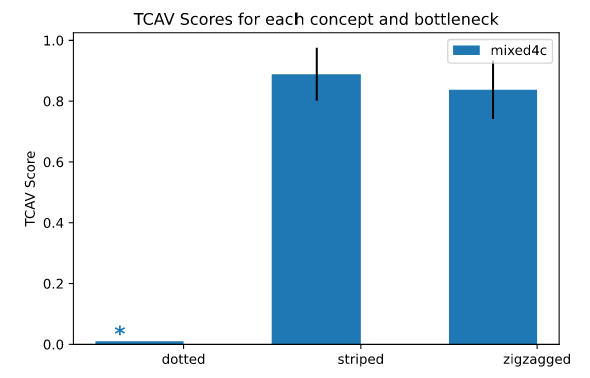 TCAV Scores for each concept and bottleneck
1.0
mixed4c
0.8
0.6
TCAV Score
0.4
0.2
*
0.0
dotted striped zigzagged